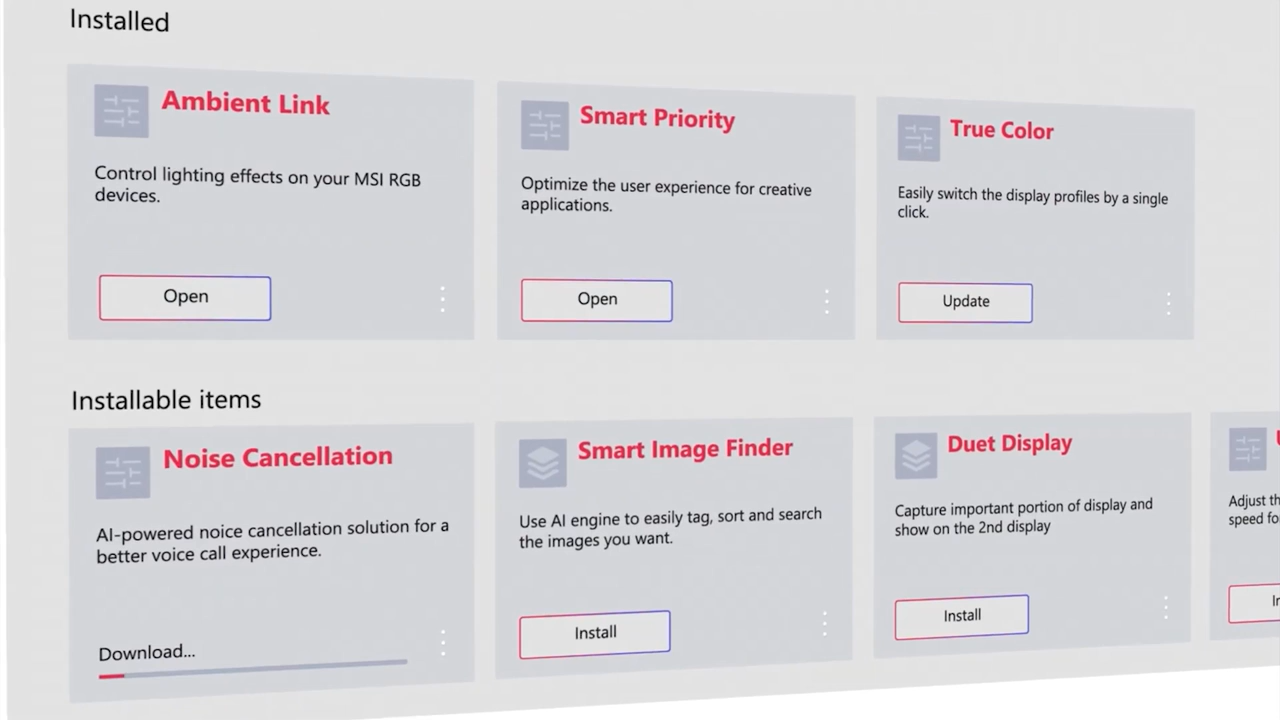 Installed
Ambient Link
Control lighting effects on your MSI RGB
devices.
Open
Smart Priority
Optimize the user experience for creative
applications.
Open
True Color
Easily switch the display profiles by a single
click.
Update
Installable items
Noise Cancellation
AI-powered noice cancellation solution for a
better voice call experience.
Download...
Smart Image Finder
Use AI engine to easily tag, sort and search
the images you want.
Install
Duet Display
Capture important portion of display and
show on the 2nd display
Install
Adjust
speed